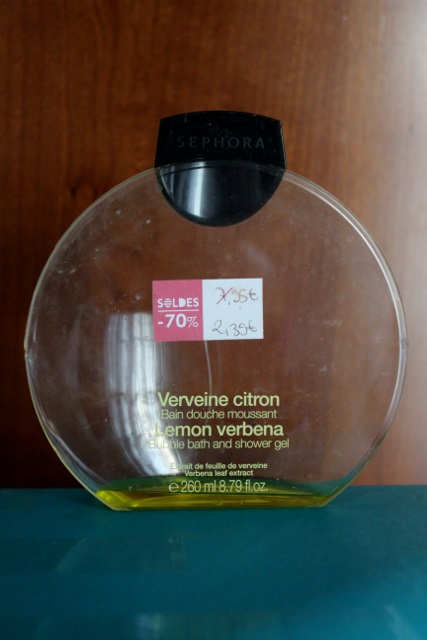 SEPHORA
SOLDES
-70%
7,95€
2,39€
Verveine citron
Bain douche moussant
Lemon verbena
Bubble bath and shower gel
Extrait de feuille de verveine
Verbena leaf extract
℮ 260 ml 8.79 fl.oz.